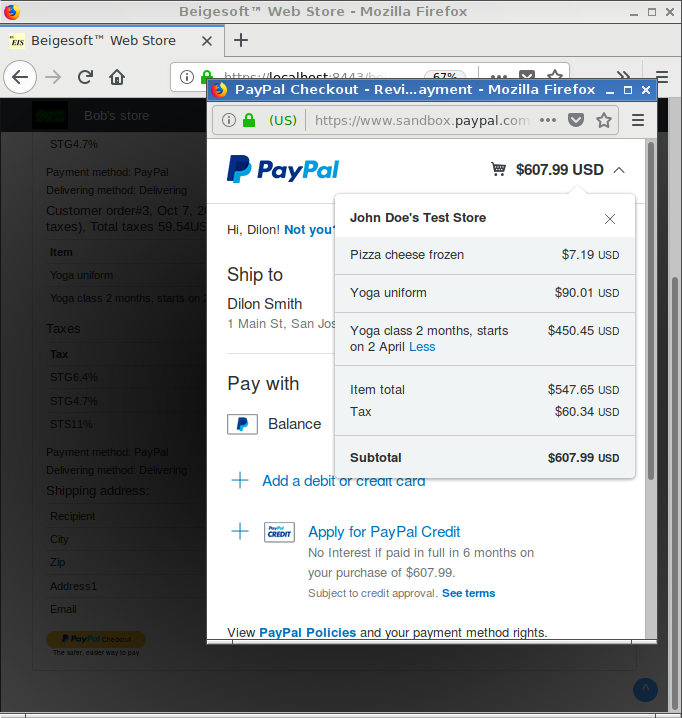 Beigesoft™ Web Store - Mozilla Firefox
EIS Beigesoft™ Web Store
https://localhost:8443/be
67%
Bob's store
STG4.7%
Payment method: PayPal
Delivering method: Delivering
Customer order#3, Oct 7, 2
taxes), Total taxes 59.54US
Item
Yoga uniform
Yoga class 2 months, starts on 2
Taxes
Tax
STG6.4%
STG4.7%
STS11%
Payment method: PayPal
Delivering method: Delivering
Shipping address:
Recipient
City
Zip
Address1
Email
PayPal Checkout
The safer, easier way to pay
PayPal Checkout - Revi...ayment - Mozilla Firefox
(US) https://www.sandbox.paypal.com
PayPal
$607.99 USD
Hi, Dilon! Not you?
Ship to
Dilon Smith
1 Main St, San Jos
Pay with
Balance
John Doe's Test Store
Pizza cheese frozen $7.19 USD
Yoga uniform $90.01 USD
Yoga class 2 months, starts $450.45 USD
on 2 April Less
Item total $547.65 USD
Tax $60.34 USD
Subtotal $607.99 USD
Add a debit or credit card
PayPal CREDIT
Apply for PayPal Credit
No Interest if paid in full in 6 months on
your purchase of $607.99.
Subject to credit approval. See terms
View PayPal Policies and your payment method rights.